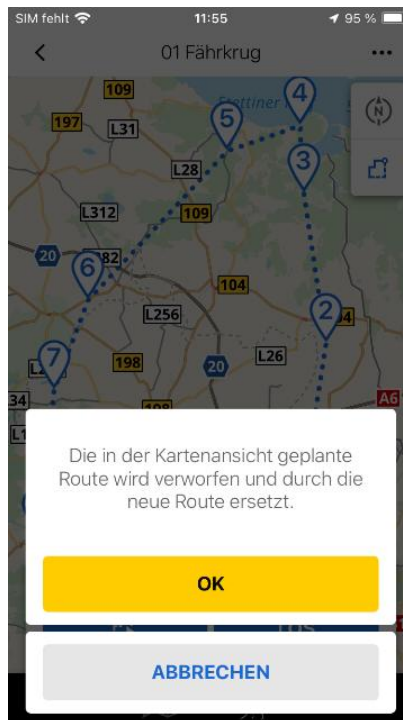 SIM fehlt 11:55 95 %
01 Fährkrug
109
Stettiner
4
N
197
L31
5
3
L28
L312
109
20
6
104
L256
2
7
198
20
L26
34
A6
Die in der Kartenansicht geplante
Route wird verworfen und durch die
neue Route ersetzt.
OK
ABBRECHEN